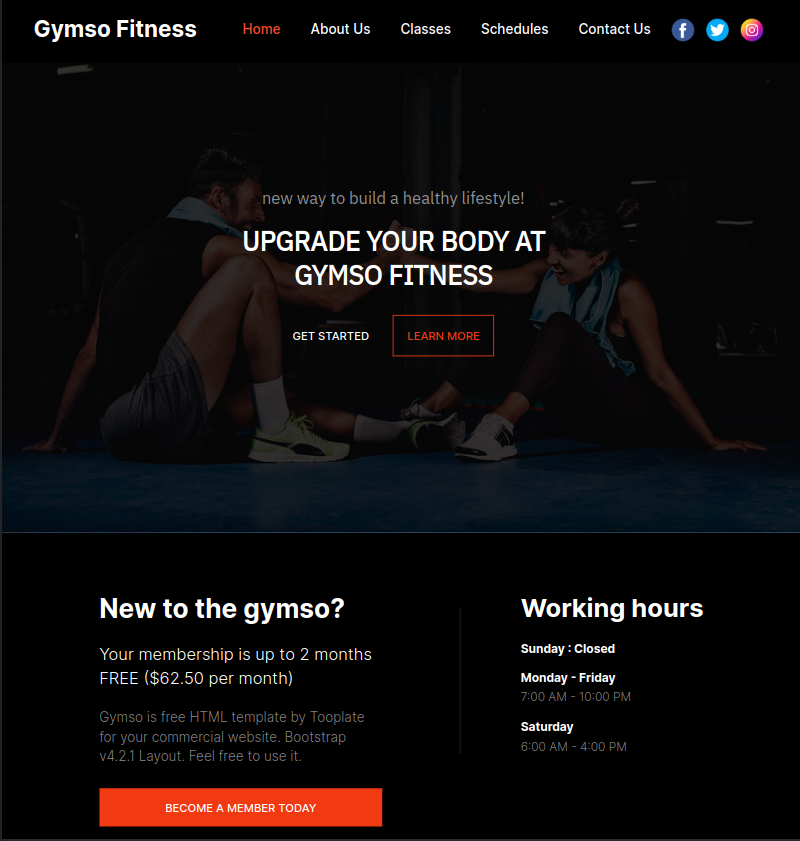 Gymso Fitness
Home
About Us
Classes
Schedules
Contact Us
new way to build a healthy lifestyle!
UPGRADE YOUR BODY AT
GYMSO FITNESS
GET STARTED
LEARN MORE
New to the gymso?
Your membership is up to 2 months
FREE ($62.50 per month)
Gymso is free HTML template by Tooplate
for your commercial website. Bootstrap
v4.2.1 Layout. Feel free to use it.
BECOME A MEMBER TODAY
Working hours
Sunday : Closed
Monday - Friday
7:00 AM - 10:00 PM
Saturday
6:00 AM - 4:00 PM